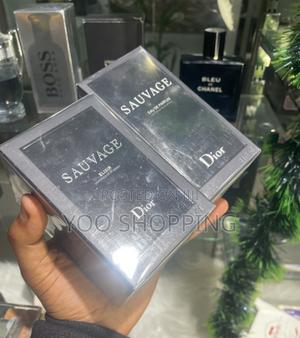 BOSS
BLEU
DE
CHANEL
SAUVAGE
EAU DE PARFUM
Dior
SAUVAGE
ELIXIR
Dior
YOO SHOPPING